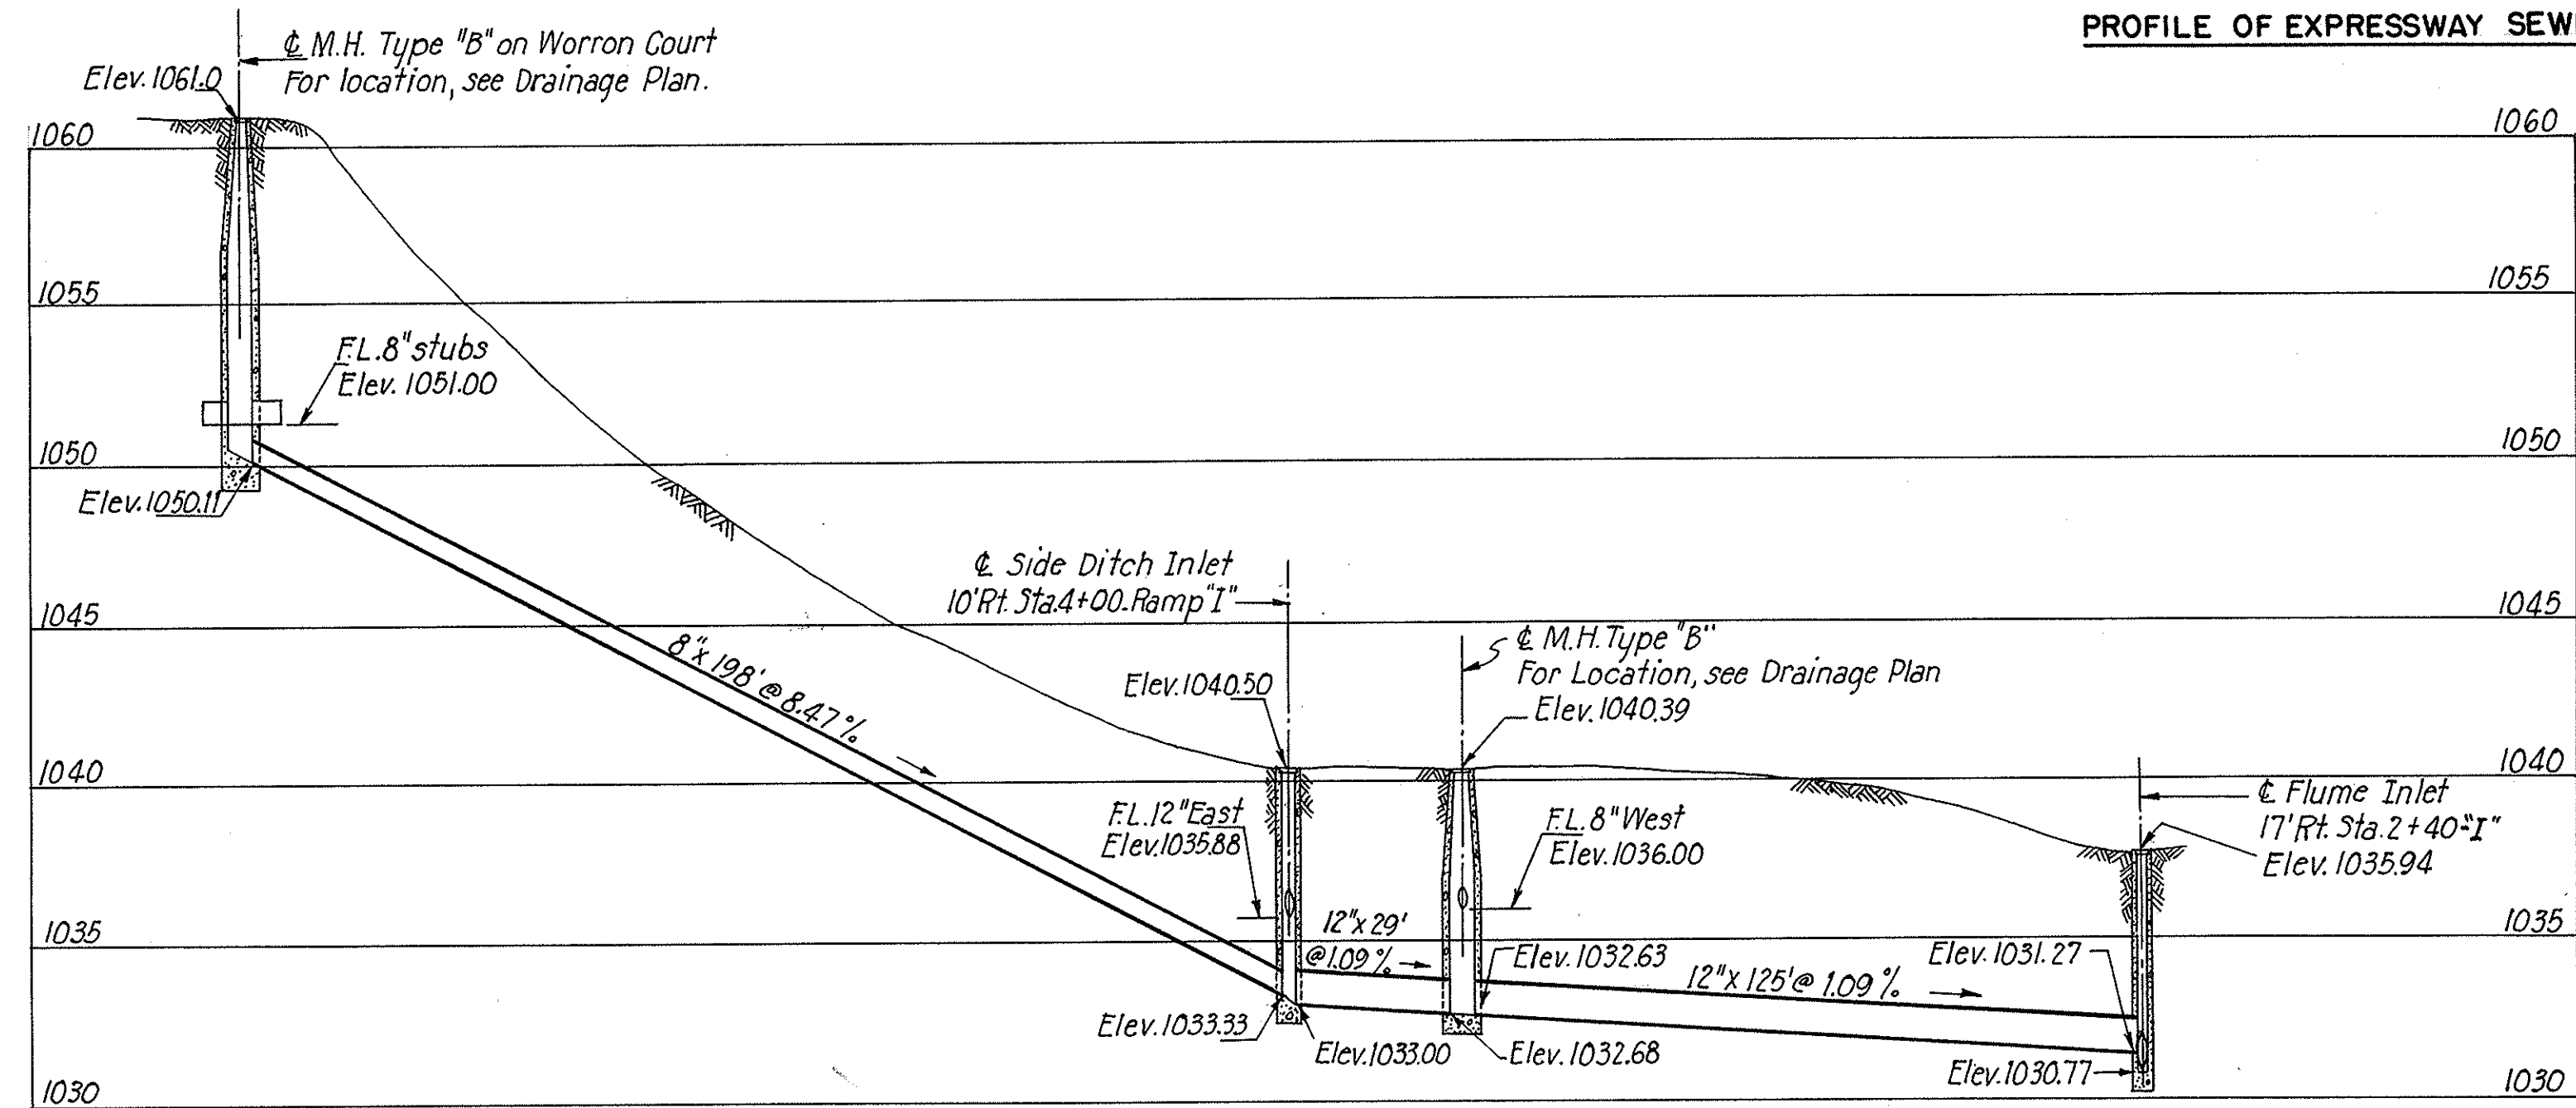 PROFILE OF EXPRESSWAY SEW
℄ M.H. Type "B" on Worron Court
For location, see Drainage Plan.
Elev. 1061.0
1060
1060
1055
1055
F.L. 8" stubs
Elev. 1051.00
1050
1050
Elev. 1050.11
℄ Side Ditch Inlet
10' Rt. Sta. 4+00-Ramp "I"
1045
1045
8" x 198' @ 8.47 %
℄ M.H. Type "B"
For Location, see Drainage Plan
Elev. 1040.39
Elev. 1040.50
1040
1040
℄ Flume Inlet
17' Rt. Sta. 2+40-"I"
Elev. 1035.94
F.L. 12" East
Elev. 1035.88
F.L. 8" West
Elev. 1036.00
1035
1035
12" x 29'
@ 1.09 %
Elev. 1032.63
12" x 125' @ 1.09 %
Elev. 1031.27
Elev. 1033.33
Elev. 1033.00
Elev. 1032.68
Elev. 1030.77
1030
1030